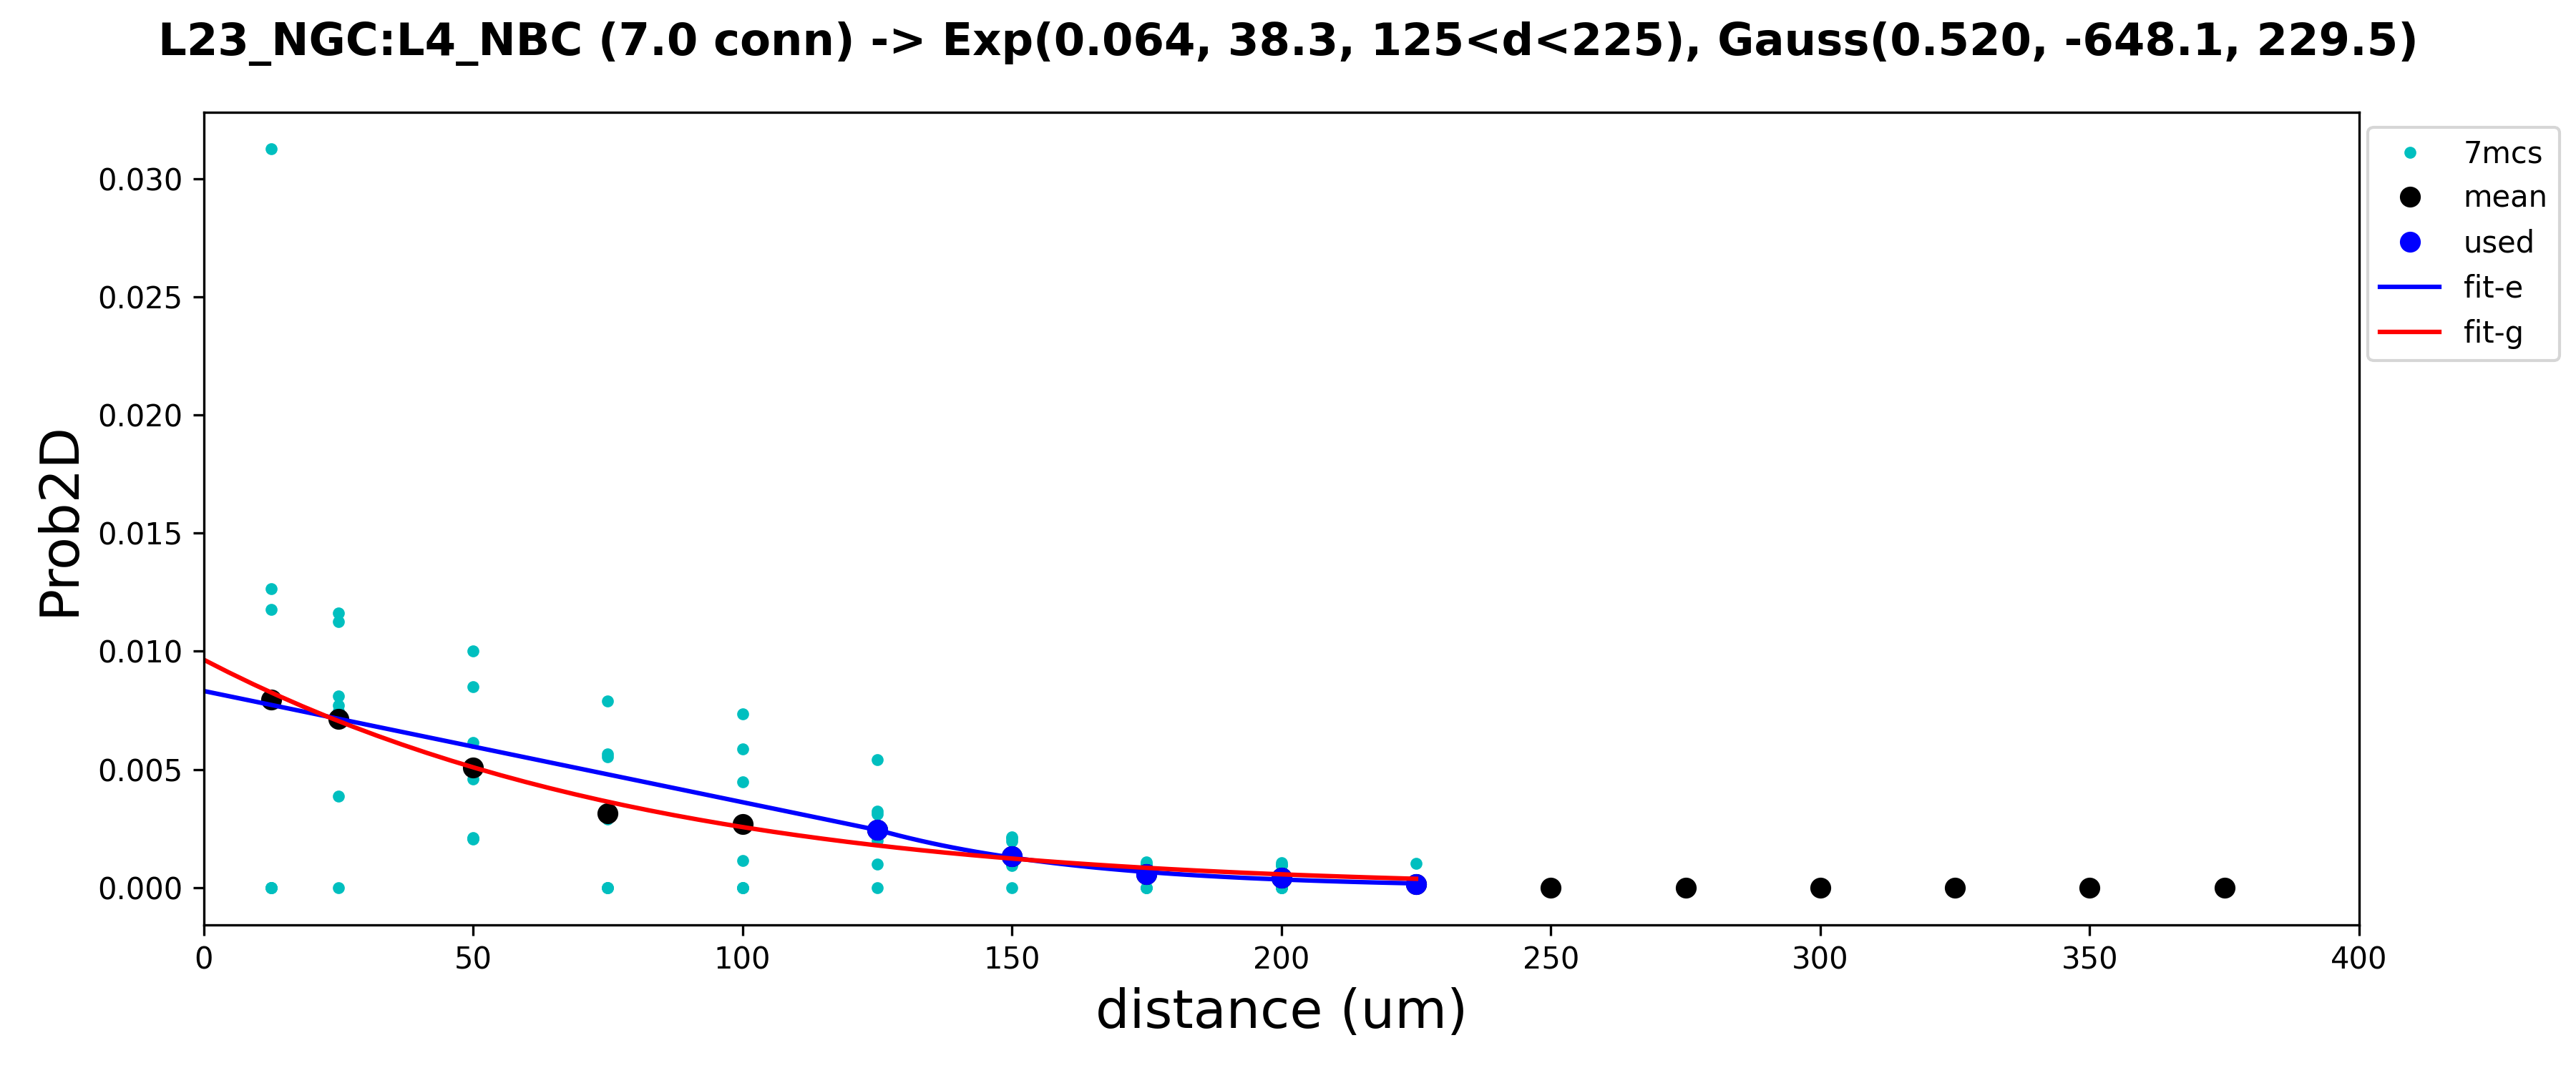 L23_NGC:L4_NBC (7.0 conn) -> Exp(0.064, 38.3, 125<d<225), Gauss(0.520, -648.1, 229.5)
0.030
0.025
0.020
0.015
0.010
0.005
0.000
Prob2D
0 50 100 150 200 250 300 350 400
distance (um)
7mcs
mean
used
fit-e
fit-g